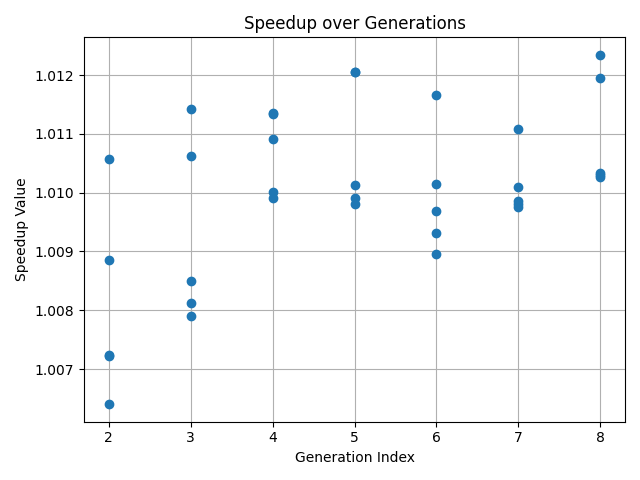 Speedup over Generations
1.012
1.011
1.010
1.009
1.008
1.007
Speedup Value
2 3 4 5 6 7 8
Generation Index